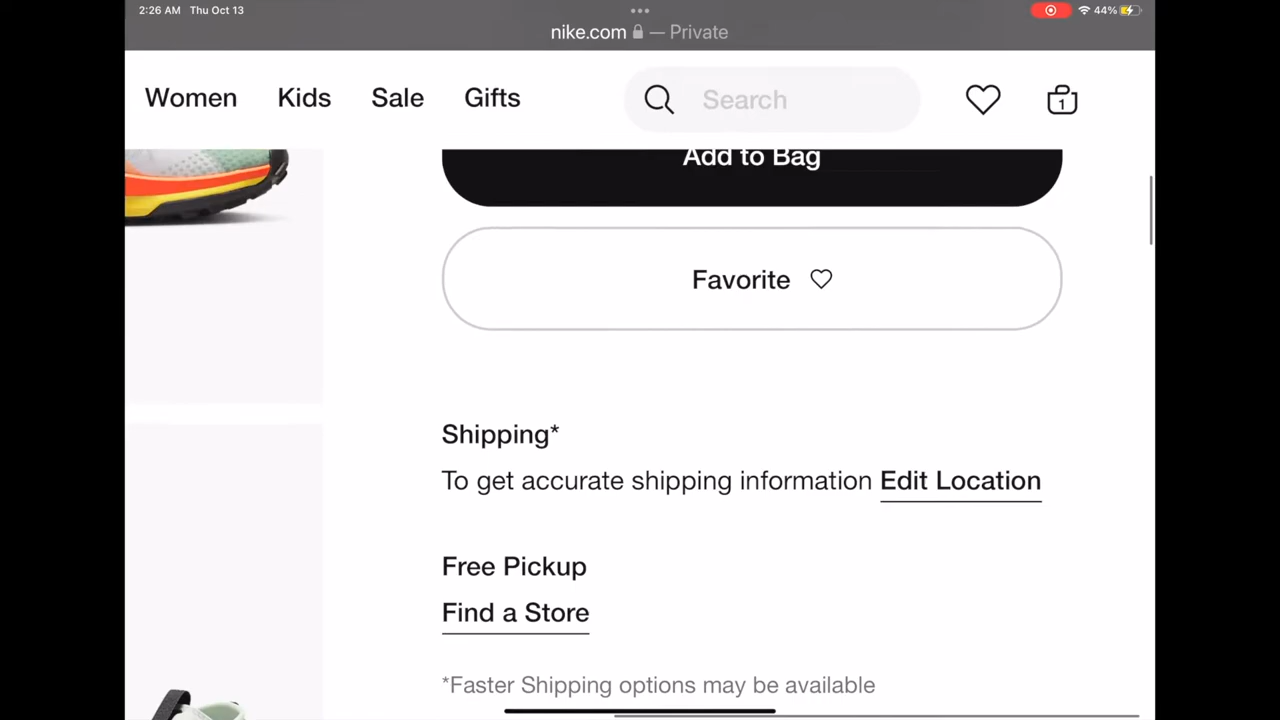 2:26 AM Thu Oct 13
44%
nike.com — Private
Women Kids Sale Gifts
Search
1
Add to Bag
Favorite
Shipping*
To get accurate shipping information Edit Location
Free Pickup
Find a Store
*Faster Shipping options may be available